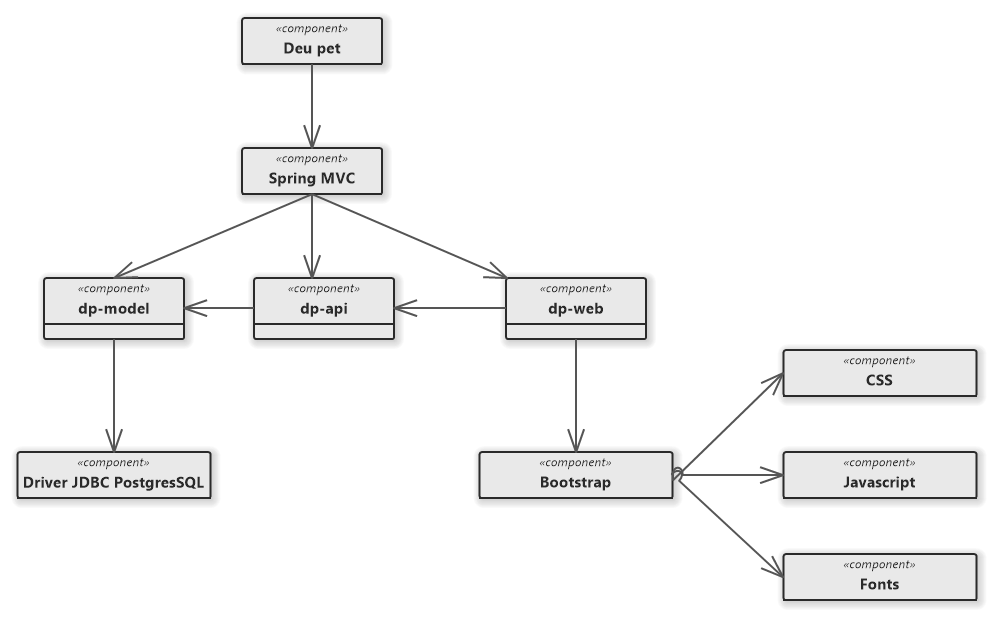 «component»
Deu pet
«component»
Spring MVC
«component»
dp-model
«component»
dp-api
«component»
dp-web
«component»
CSS
«component»
Driver JDBC PostgresSQL
«component»
Bootstrap
«component»
Javascript
«component»
Fonts